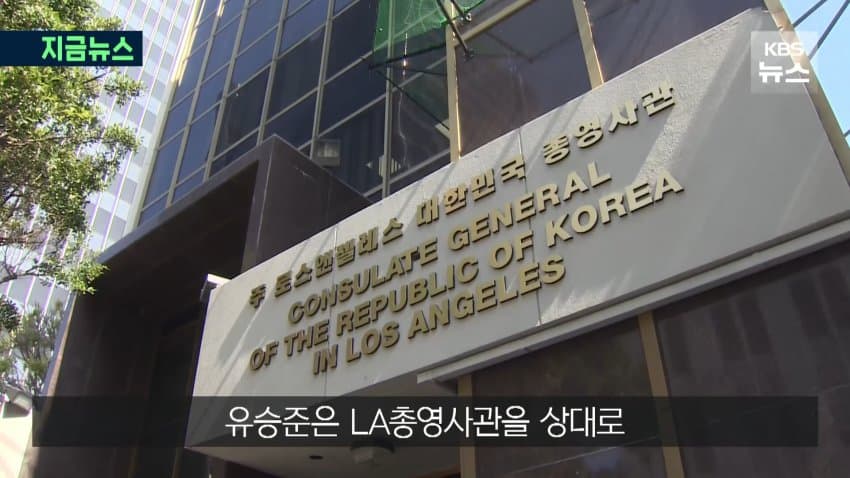 지금뉴스
KBS
뉴스
주 로스앤젤레스 대한민국 총영사관
CONSULATE GENERAL
OF THE REPUBLIC OF KOREA
IN LOS ANGELES
유승준은 LA총영사관을 상대로